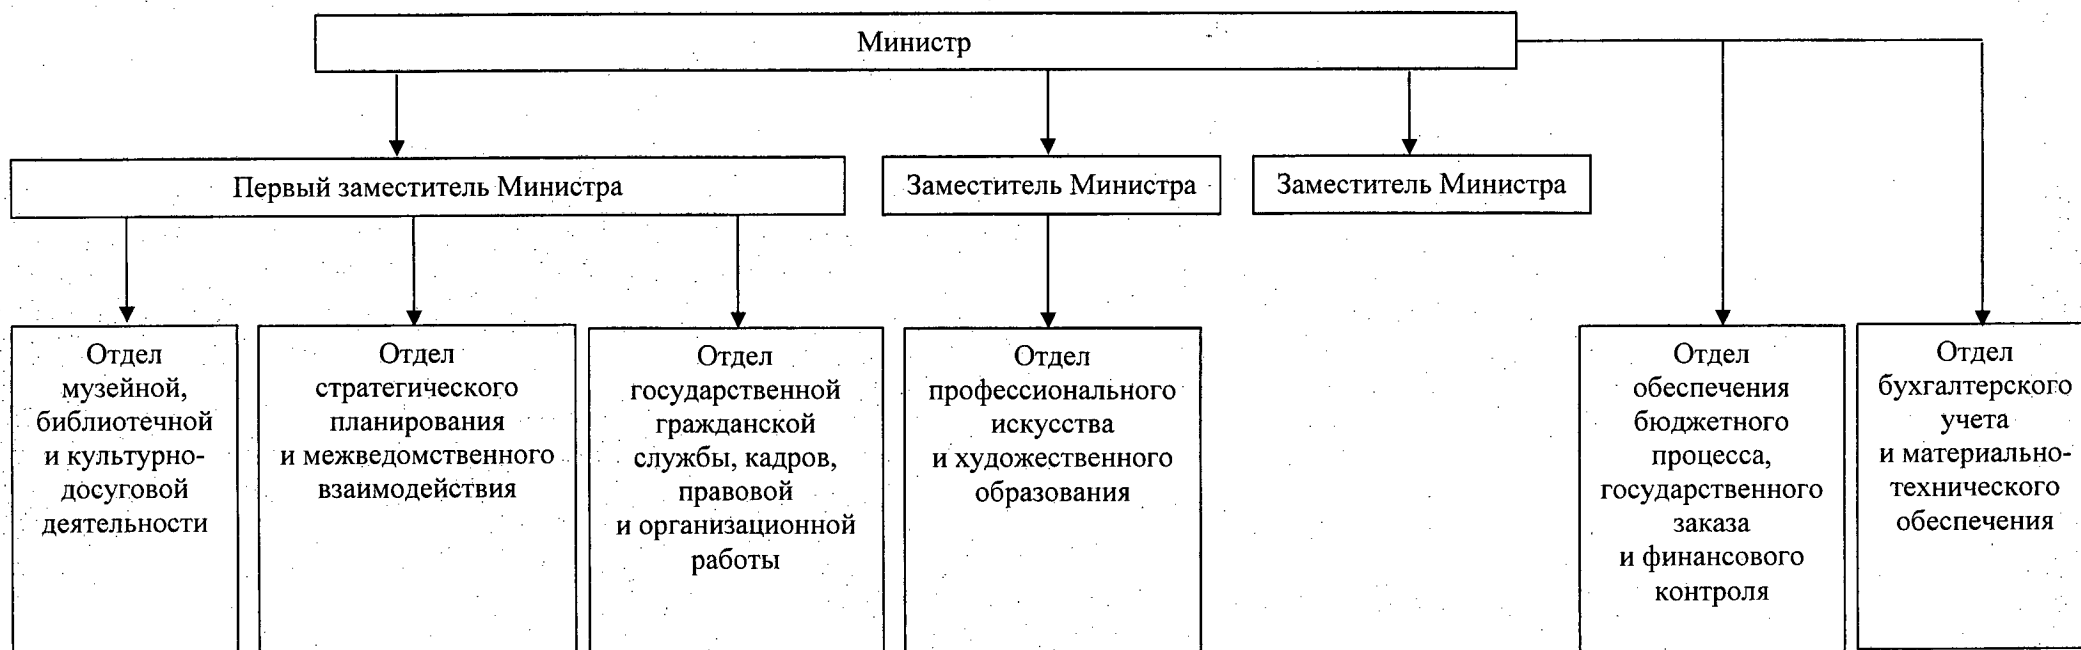 Министр
Первый заместитель Министра
Заместитель Министра
Заместитель Министра
Отдел
музейной,
библиотечной
и культурно-
досуговой
деятельности
Отдел
стратегического
планирования
и межведомственного
взаимодействия
Отдел
государственной
гражданской
службы, кадров,
правовой
и организационной
работы
Отдел
профессионального
искусства
и художественного
образования
Отдел
обеспечения
бюджетного
процесса,
государственного
заказа
и финансового
контроля
Отдел
бухгалтерского
учета
и материально-
технического
обеспечения